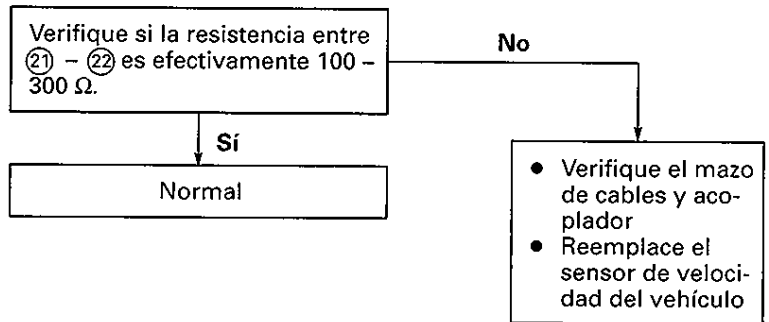 Verifique si la resistencia entre
㉑ – ㉒ es efectivamente 100 –
300 Ω.
No
Sí
Normal
● Verifique el mazo
de cables y aco-
plador
● Reemplace el
sensor de veloci-
dad del vehículo